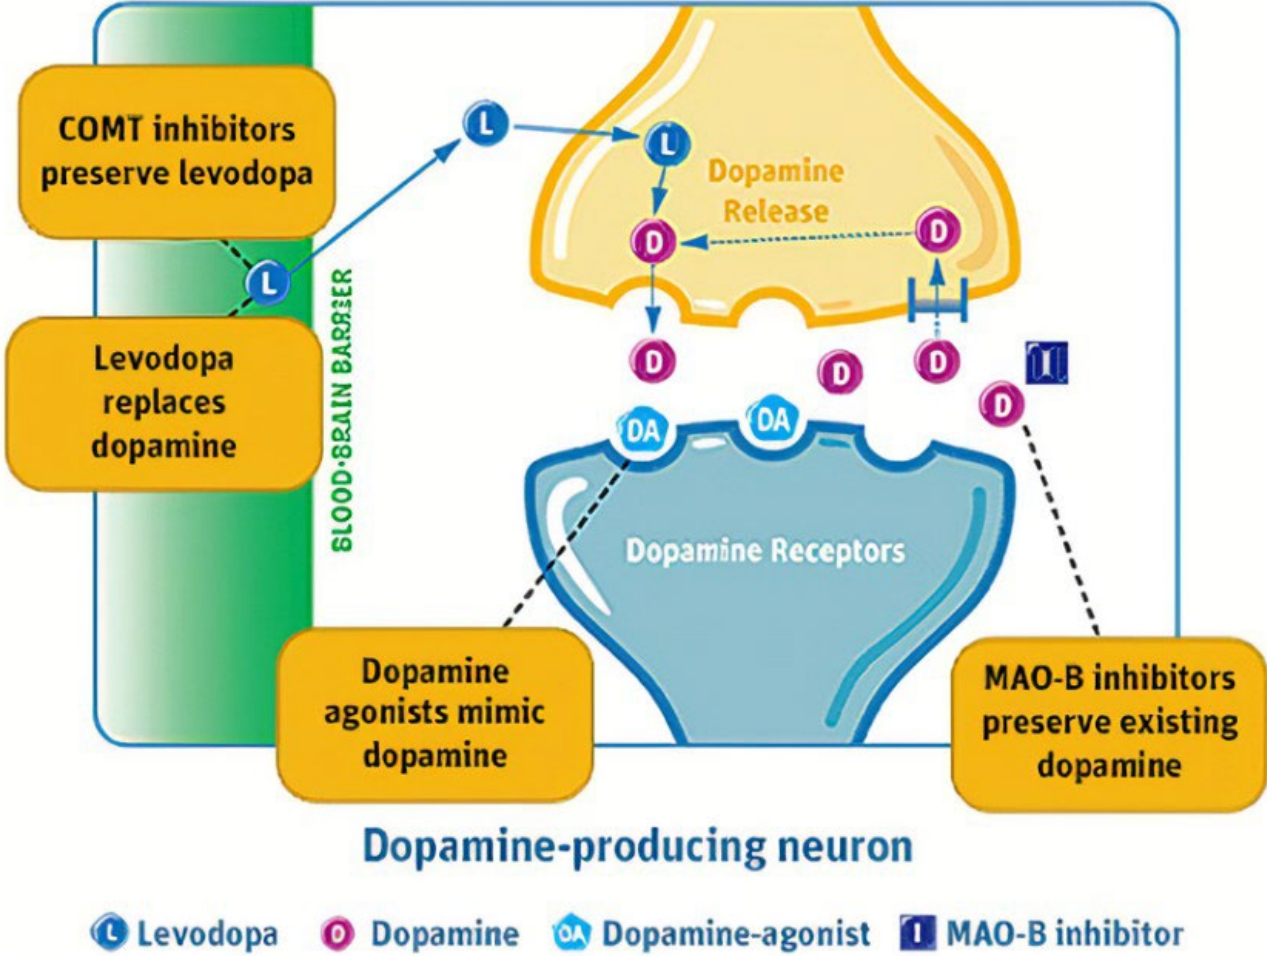 COMT inhibitors
preserve levodopa
L
L
L
Dopamine
Release
D
D
Levodopa
replaces
dopamine
BLOOD·BRAIN BARRIER
D
D
D
D
I
DA
DA
Dopamine Receptors
Dopamine
agonists mimic
dopamine
MAO-B inhibitors
preserve existing
dopamine
Dopamine-producing neuron
L Levodopa D Dopamine DA Dopamine-agonist I MAO-B inhibitor